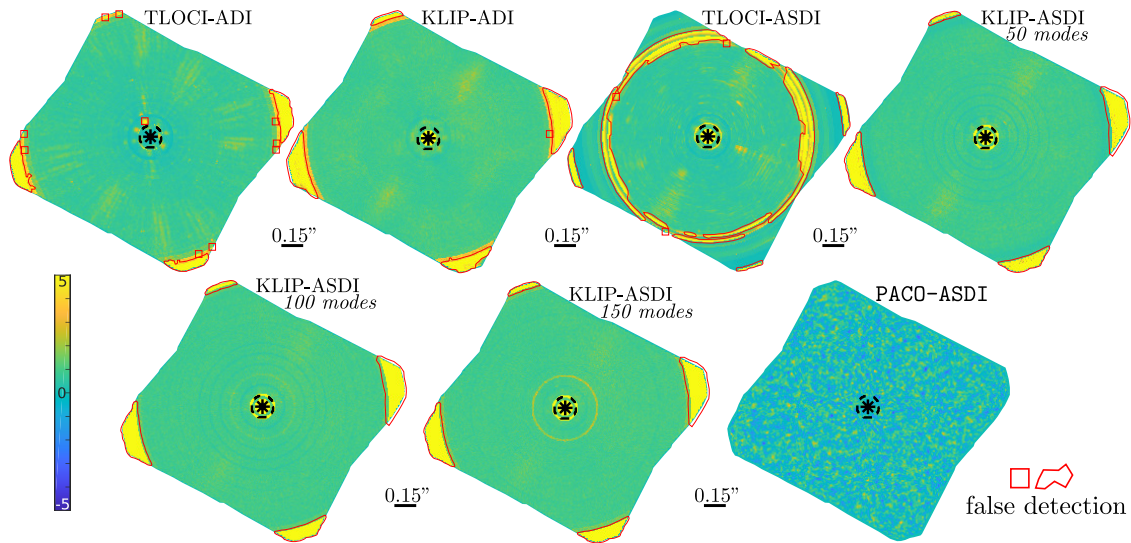 TLOCI-ADI
KLIP-ADI
TLOCI-ASDI
KLIP-ASDI
50 modes
0.15”
0.15”
0.15”
KLIP-ASDI
100 modes
KLIP-ASDI
150 modes
PACO-ASDI
5
0
-5
0.15”
0.15”
false detection